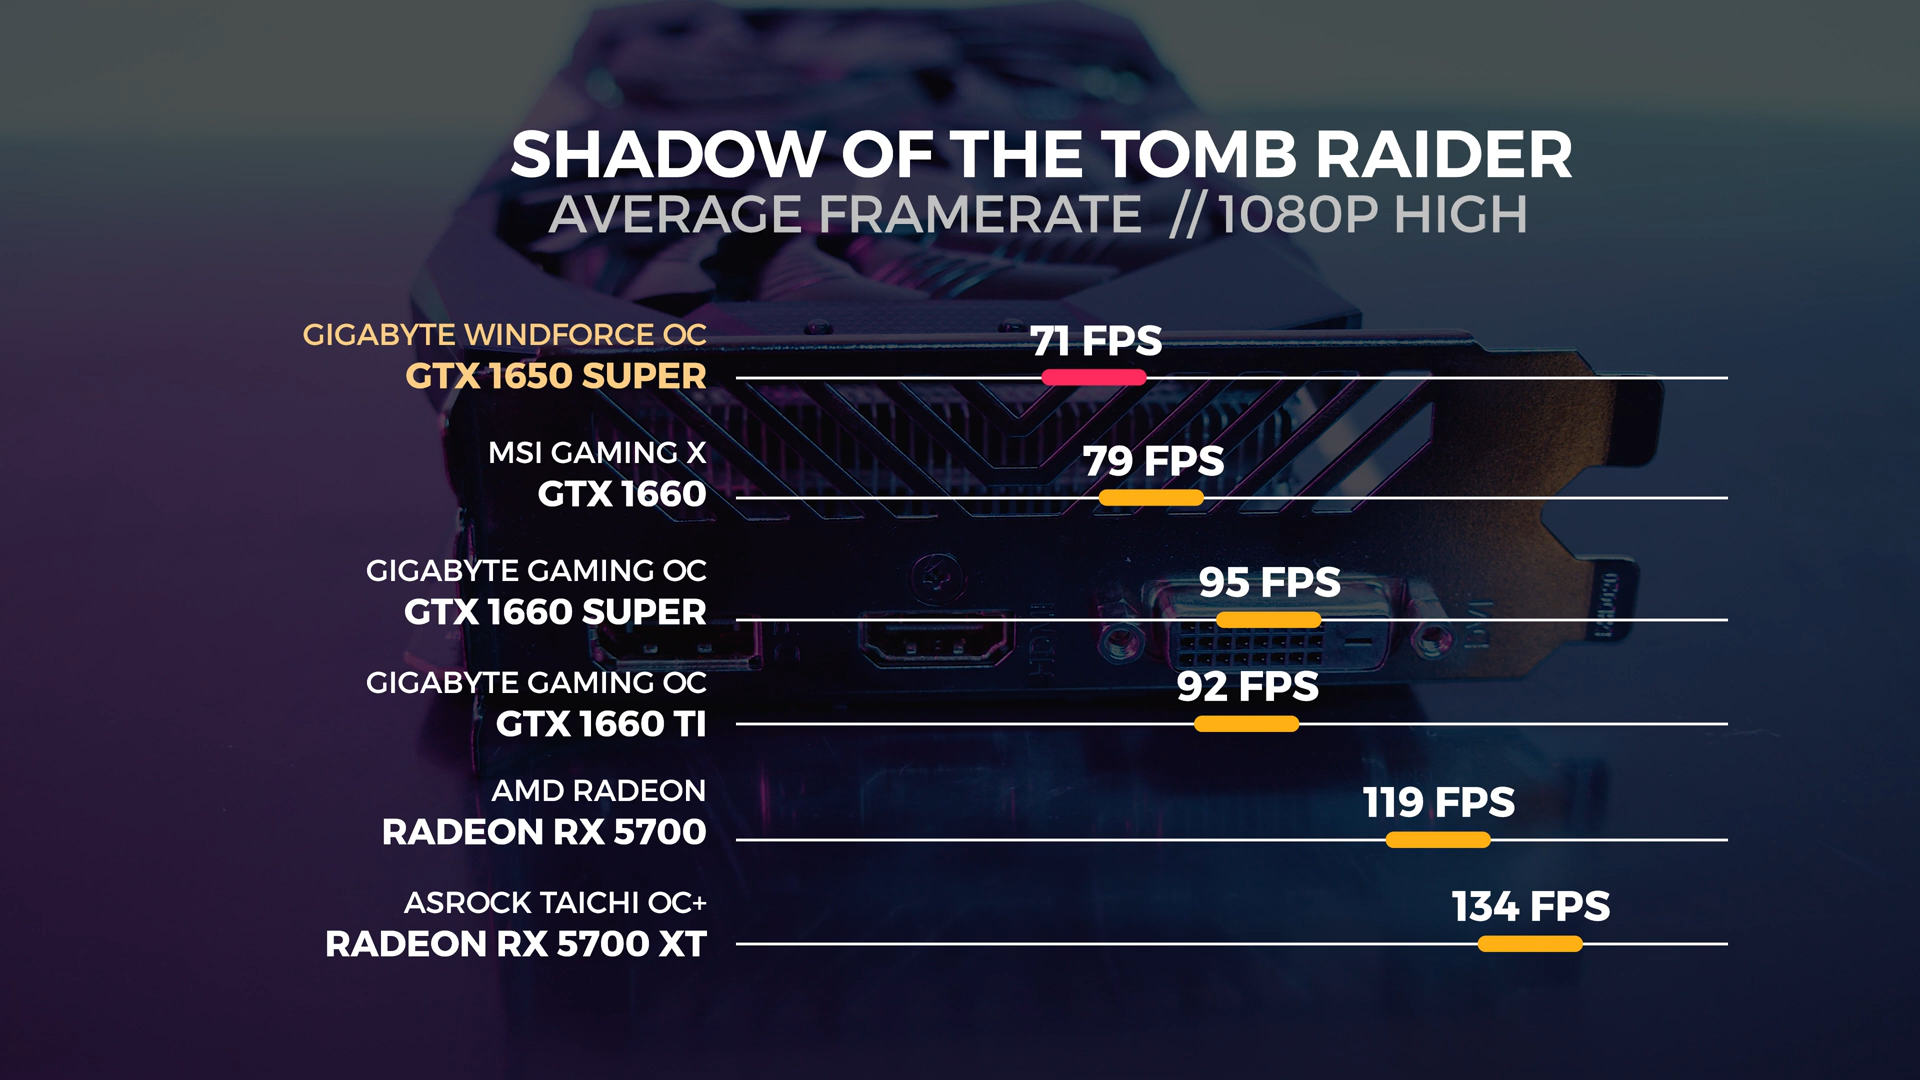 SHADOW OF THE TOMB RAIDER
AVERAGE FRAMERATE // 1080P HIGH
GIGABYTE WINDFORCE OC
GTX 1650 SUPER
71 FPS
MSI GAMING X
GTX 1660
79 FPS
GIGABYTE GAMING OC
GTX 1660 SUPER
95 FPS
GIGABYTE GAMING OC
GTX 1660 TI
92 FPS
AMD RADEON
RADEON RX 5700
119 FPS
ASROCK TAICHI OC+
RADEON RX 5700 XT
134 FPS
HDMI
DVI